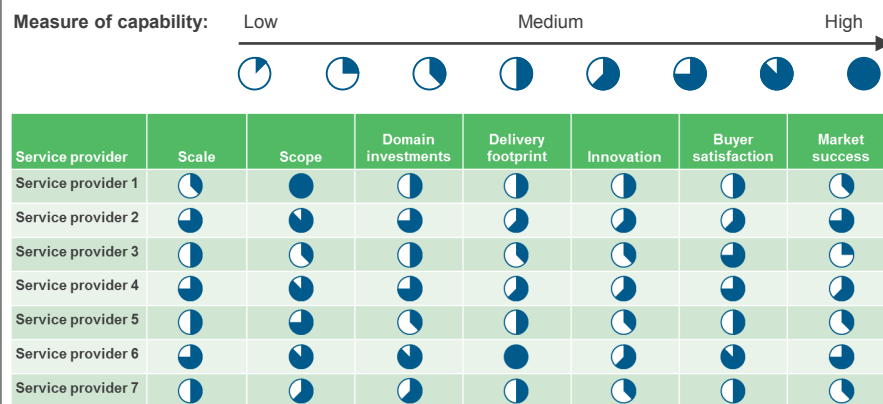 Measure of capability: Low Medium High
Service provider Scale Scope Domain investments Delivery footprint Innovation Buyer satisfaction Market success
Service provider 1
Service provider 2
Service provider 3
Service provider 4
Service provider 5
Service provider 6
Service provider 7